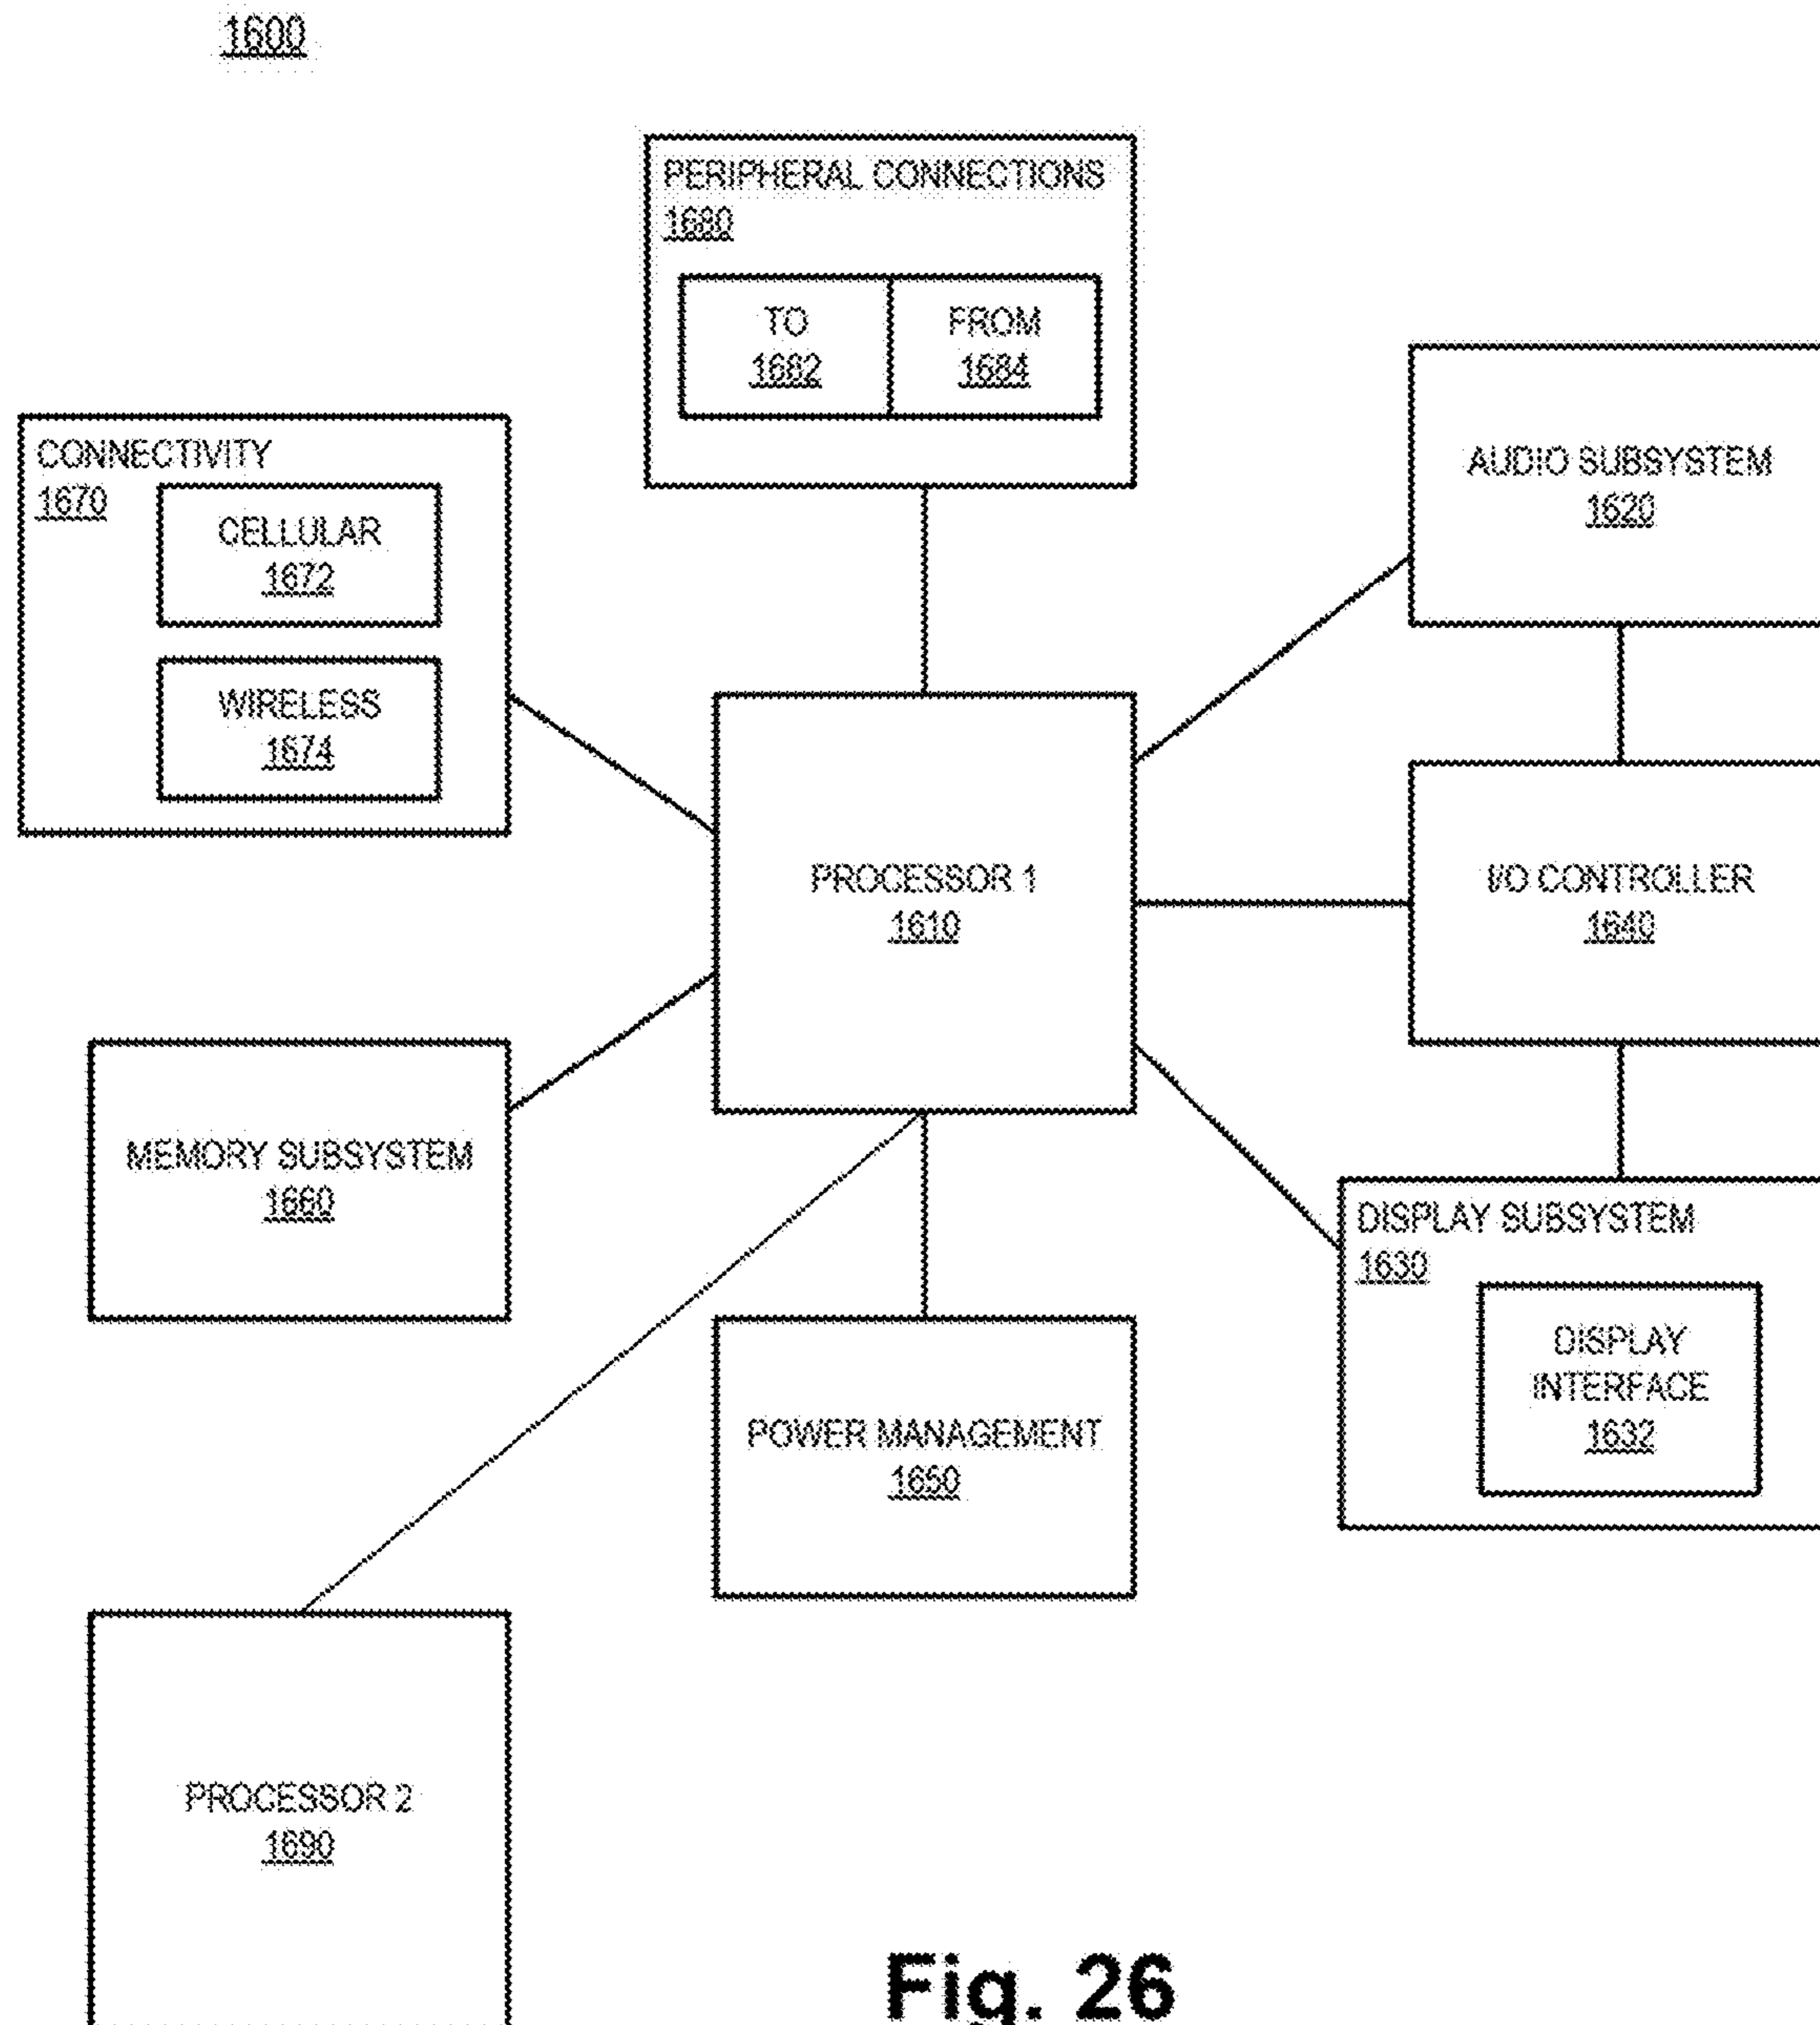 1600
PERIPHERAL CONNECTIONS
1680
TO
1682
FROM
1684
CONNECTIVITY
1670
CELLULAR
1672
WIRELESS
1674
AUDIO SUBSYSTEM
1620
PROCESSOR 1
1610
I/O CONTROLLER
1640
MEMORY SUBSYSTEM
1660
DISPLAY SUBSYSTEM
1630
DISPLAY
INTERFACE
1632
POWER MANAGEMENT
1650
PROCESSOR 2
1690
Fig. 26